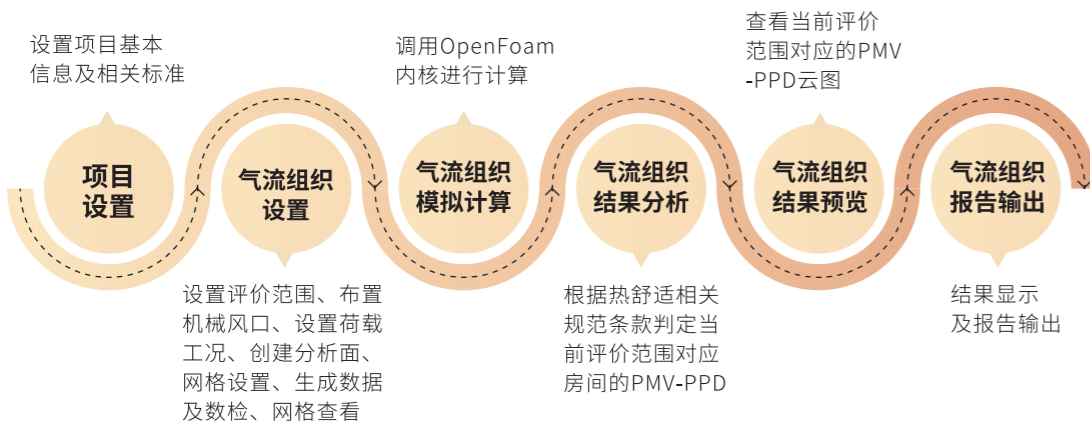 设置项目基本
信息及相关标准
项目
设置
气流组织
设置
设置评价范围、布置
机械风口、设置荷载
工况、创建分析面、
网格设置、生成数据
及数检、网格查看
调用OpenFoam
内核进行计算
气流组织
模拟计算
气流组织
结果分析
根据热舒适相关
规范条款判定当
前评价范围对应
房间的PMV-PPD
查看当前评价
范围对应的PMV
-PPD云图
气流组织
结果预览
气流组织
报告输出
结果显示
及报告输出